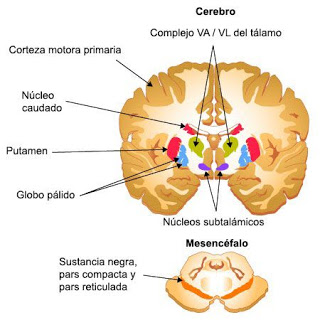 Cerebro
Complejo VA / VL del tálamo
Corteza motora primaria
Núcleo
caudado
Putamen
Globo pálido
Núcleos subtalámicos
Mesencéfalo
Sustancia negra,
pars compacta y
pars reticulada